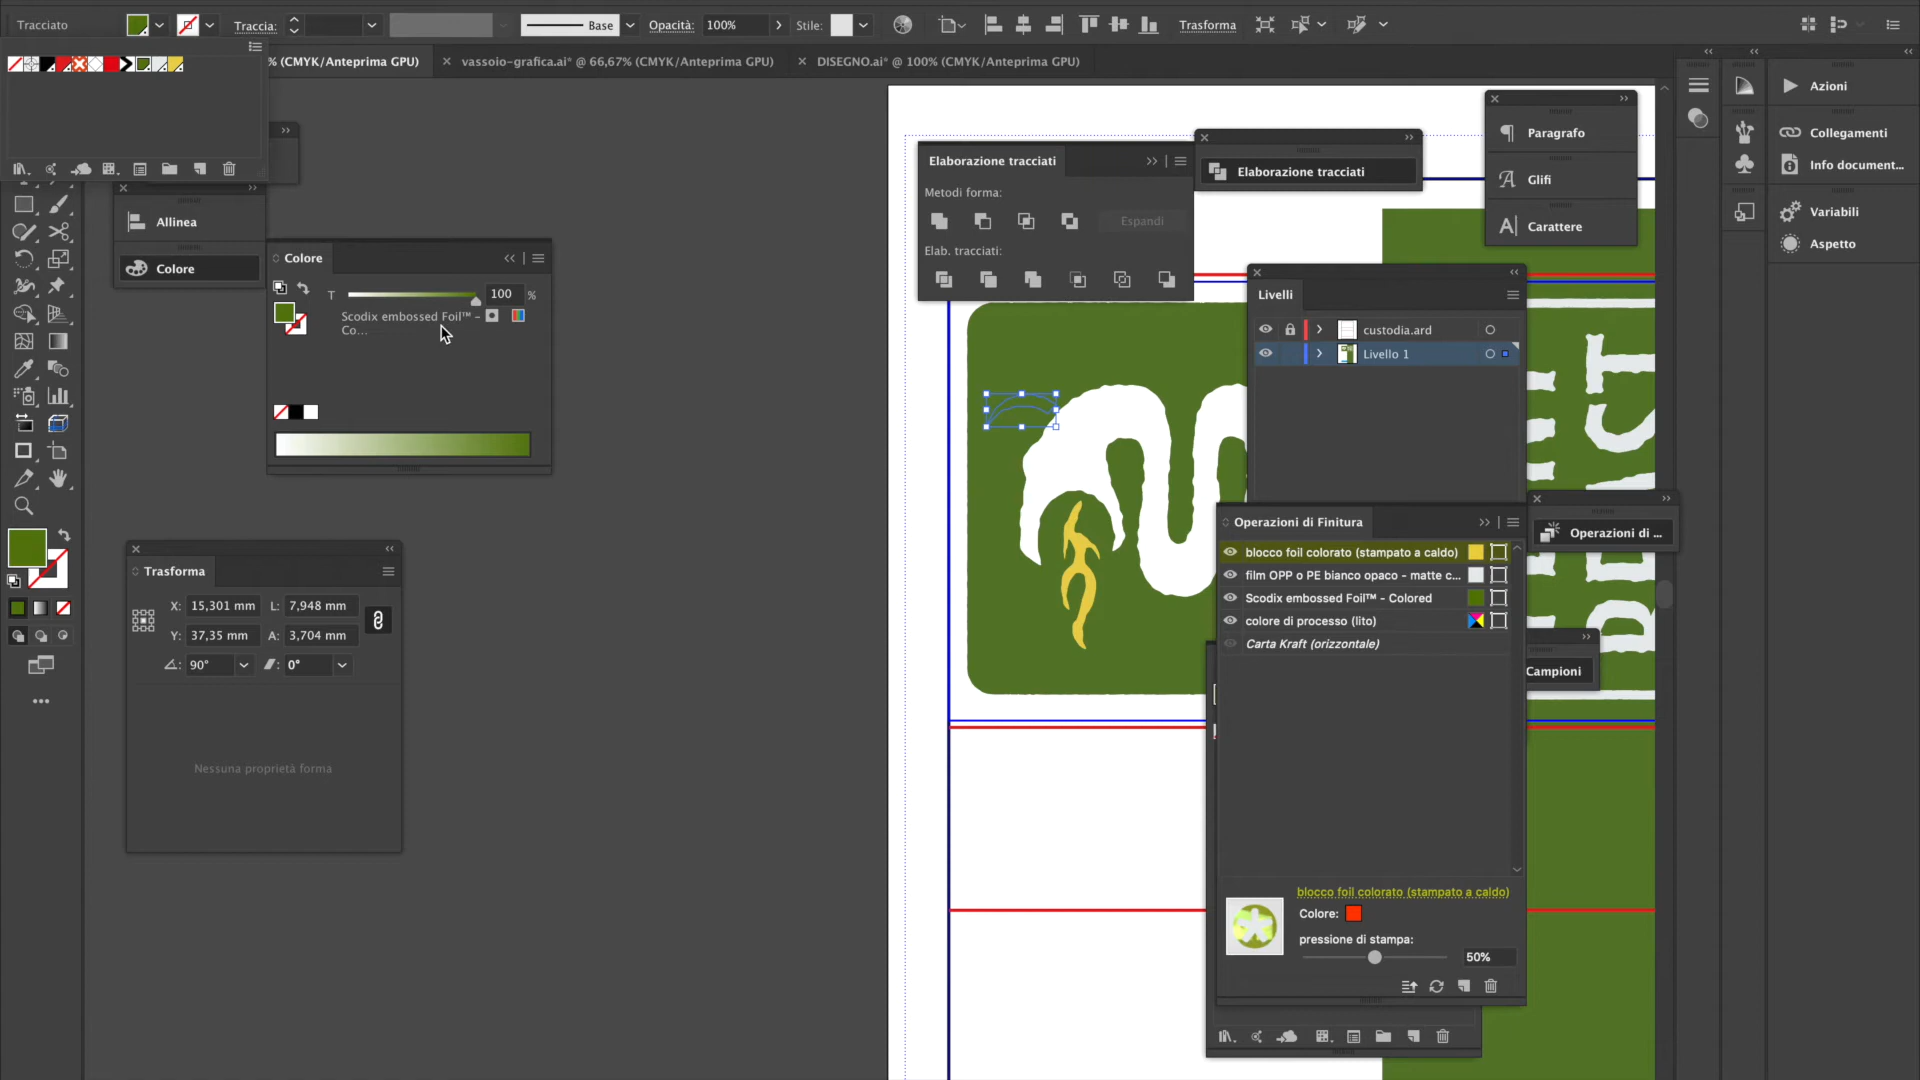 Tracciato
Traccia:
Base
Opacità:
100%
Stile:
Trasforma
% (CMYK/Anteprima GPU)
vassoio-grafica.ai* @ 66,67% (CMYK/Anteprima GPU)
DISEGNO.ai* @ 100% (CMYK/Anteprima GPU)
Azioni
Collegamenti
Info document...
Variabili
Aspetto
Paragrafo
Glifi
Carattere
Elaborazione tracciati
Metodi forma:
Espandi
Elab. tracciati:
Elaborazione tracciati
Allinea
Colore
Colore
T
100
%
Scodix embossed Foil™ -
Co...
Livelli
custodia.ard
Livello 1
Trasforma
X:
15,301 mm
L:
7,948 mm
Y:
37,35 mm
A:
3,704 mm
90°
0°
Nessuna proprietà forma
Operazioni di Finitura
blocco foil colorato (stampato a caldo)
film OPP o PE bianco opaco - matte c...
Scodix embossed Foil™ - Colored
colore di processo (lito)
Carta Kraft (orizzontale)
Operazioni di ...
Campioni
blocco foil colorato (stampato a caldo)
Colore:
pressione di stampa:
50%